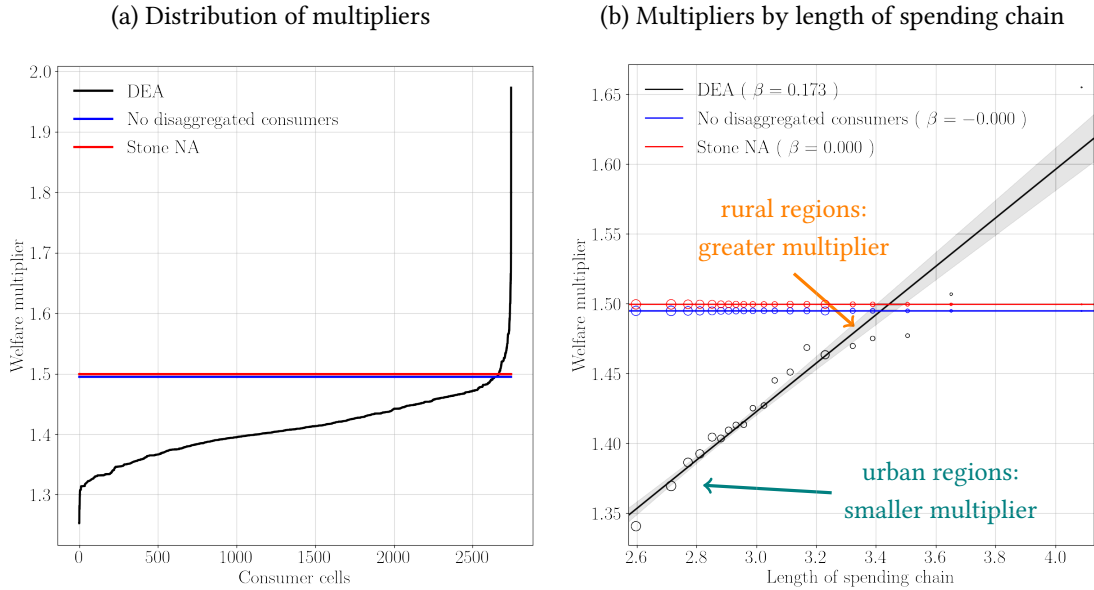 (a) Distribution of multipliers
Welfare multiplier
2.0
1.9
1.8
1.7
1.6
1.5
1.4
1.3
DEA
No disaggregated consumers
Stone NA
0 500 1000 1500 2000 2500
Consumer cells
(b) Multipliers by length of spending chain
Welfare multiplier
1.65
1.60
1.55
1.50
1.45
1.40
1.35
DEA ( β = 0.173 )
No disaggregated consumers ( β = −0.000 )
Stone NA ( β = 0.000 )
rural regions:
greater multiplier
urban regions:
smaller multiplier
2.6 2.8 3.0 3.2 3.4 3.6 3.8 4.0
Length of spending chain